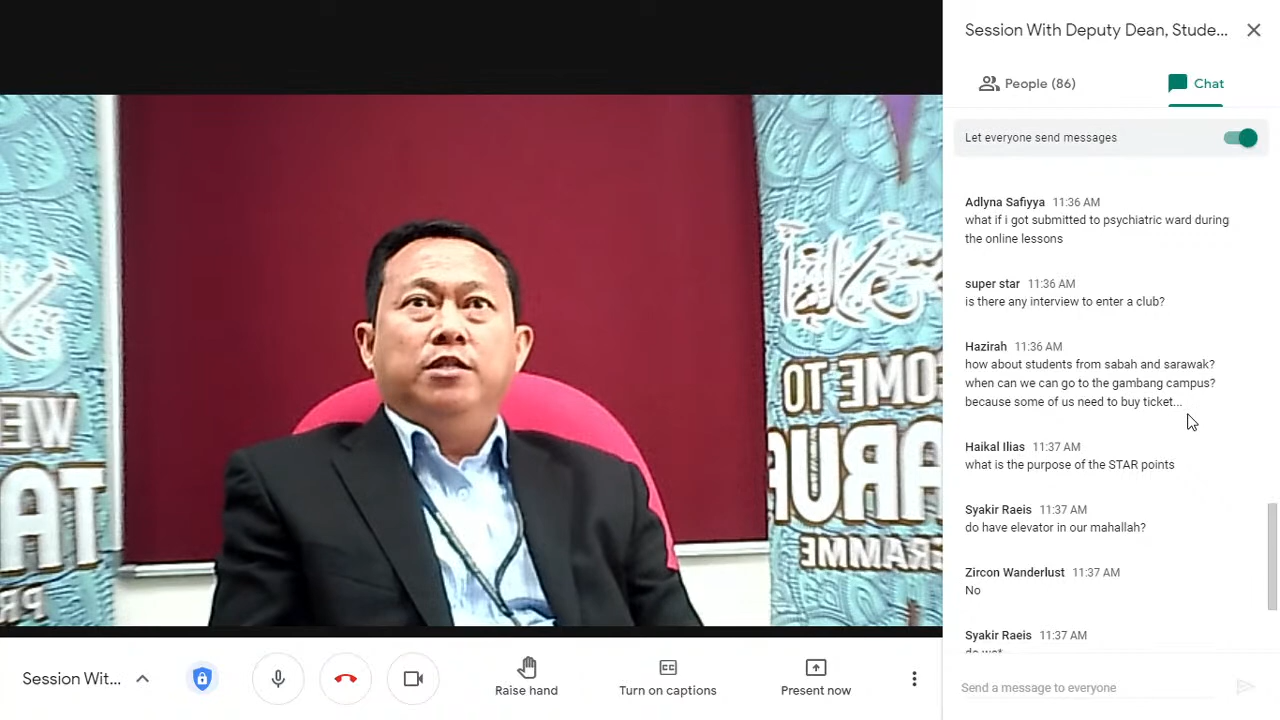 Session With Deputy Dean, Stude...
People (86)
Chat
Let everyone send messages
Adlyna Safiyya 11:36 AM
what if i got submitted to psychiatric ward during
the online lessons
super star 11:36 AM
is there any interview to enter a club?
Hazirah 11:36 AM
how about students from sabah and sarawak?
when can we can go to the gambang campus?
because some of us need to buy ticket...
Haikal Ilias 11:37 AM
what is the purpose of the STAR points
Syakir Raeis 11:37 AM
do have elevator in our mahallah?
Zircon Wanderlust 11:37 AM
No
Syakir Raeis 11:37 AM
Send a message to everyone
Session Wit...
Raise hand
Turn on captions
Present now